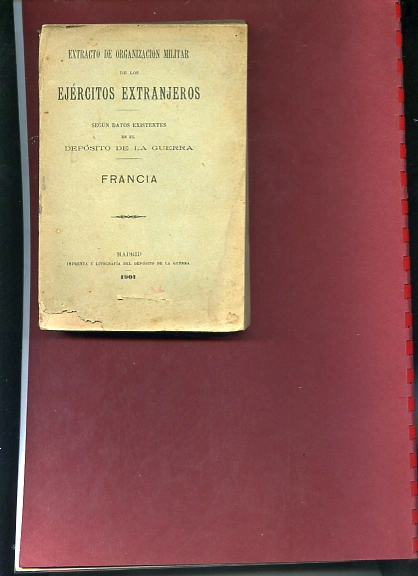 EXTRACTO DE ORGANIZACION MILITAR
DE LOS
EJÉRCITOS EXTRANJEROS
SEGÚN DATOS EXISTENTES
EN EL
DEPÓSITO DE LA GUERRA
FRANCIA
MADRID
IMPRENTA Y LITOGRAFÍA DEL DEPÓSITO DE LA GUERRA
1901